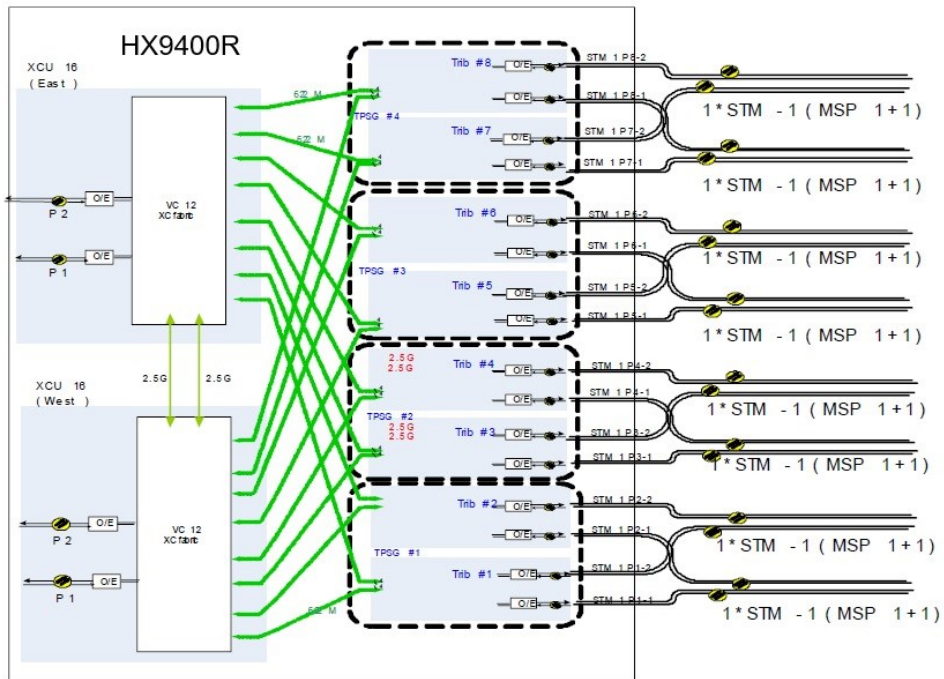 HX9400R
XCU 16
( East )
VC 12
XC fabric
O/E
P 2
O/E
P 1
2.5G
2.5G
XCU 16
( West )
VC 12
XC fabric
O/E
P 2
O/E
P 1
622 M
622 M
622 M
TPSG #4
Trib #8
O/E
STM 1 P8-2
O/E
STM 1 P8-1
1*STM -1 ( MSP 1+1 )
Trib #7
O/E
STM 1 P7-2
O/E
STM 1 P7-1
1*STM -1 ( MSP 1+1 )
TPSG #3
Trib #6
O/E
STM 1 P6-2
O/E
STM 1 P6-1
1*STM -1 ( MSP 1+1 )
Trib #5
O/E
STM 1 P5-2
O/E
STM 1 P5-1
1*STM -1 ( MSP 1+1 )
2.5G
2.5G
Trib #4
O/E
STM 1 P4-2
O/E
STM 1 P4-1
1*STM -1 ( MSP 1+1 )
TPSG #2
2.5G
2.5G
Trib #3
O/E
STM 1 P3-2
O/E
STM 1 P3-1
1*STM -1 ( MSP 1+1 )
Trib #2
O/E
STM 1 P2-2
O/E
STM 1 P2-1
1*STM -1 ( MSP 1+1 )
TPSG #1
Trib #1
O/E
STM 1 P1-2
O/E
STM 1 P1-1
1*STM -1 ( MSP 1+1 )